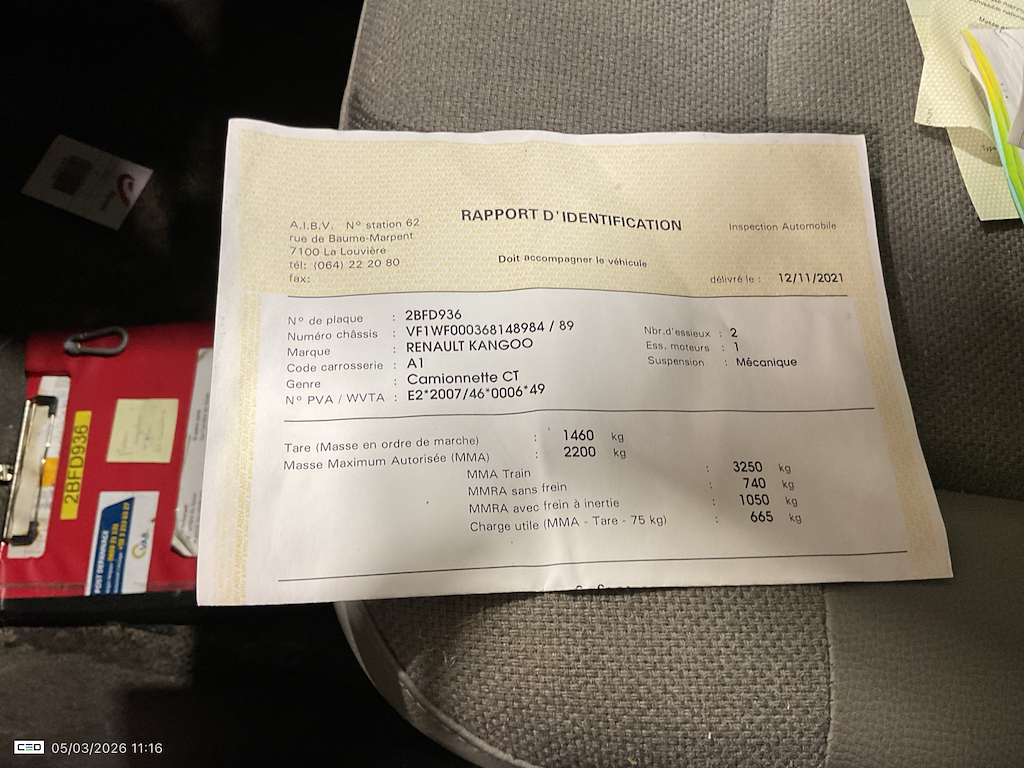 RAPPORT D'IDENTIFICATION
A.I.B.V. N° station 62
rue de Baume-Marpent
7100 La Louvière
tél: (064) 22 20 80
fax:
Inspection Automobile
Doit accompagner le véhicule
délivré le : 12/11/2021
N° de plaque : 2BFD936
Numéro châssis : VF1WF000368148984 / 89
Marque : RENAULT KANGOO
Code carrosserie : A1
Genre : Camionnette CT
N° PVA / WVTA : E2*2007/46*0006*49
Nbr.d'essieux : 2
Ess. moteurs : 1
Suspension : Mécanique
Tare (Masse en ordre de marche) : 1460 kg
Masse Maximum Autorisée (MMA) : 2200 kg
MMA Train : 3250 kg
MMRA sans frein : 740 kg
MMRA avec frein à inertie : 1050 kg
Charge utile (MMA - Tare - 75 kg) : 665 kg
2BFD936
POST DÉPANNAGE
CEO 05/03/2026 11:16